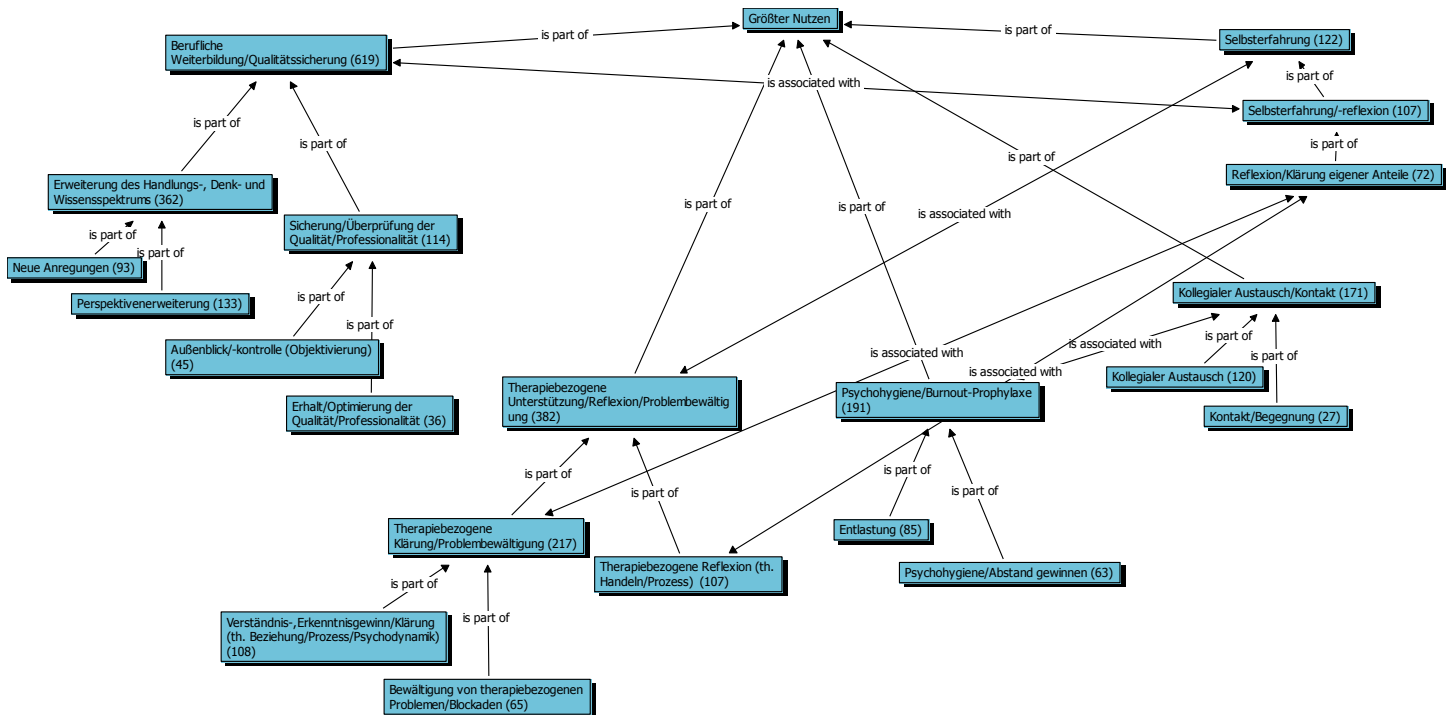 Größter Nutzen
Berufliche
Weiterbildung/Qualitätssicherung (619)
is part of
is part of
Selbsterfahrung (122)
is part of
is associated with
Selbsterfahrung/-reflexion (107)
is part of
is part of
is part of
is part of
Reflexion/Klärung eigener Anteile (72)
Erweiterung des Handlungs-, Denk- und
Wissensspektrums (362)
is part of
is part of
is associated with
Sicherung/Überprüfung der
Qualität/Professionalität (114)
is part of
is part of
Neue Anregungen (93)
Perspektivenerweiterung (133)
is part of
Kollegialer Austausch/Kontakt (171)
is part of
is part of
is associated with
is associated with
is part of
is associated with
Außenblick/-kontrolle (Objektivierung)
(45)
Kollegialer Austausch (120)
Therapiebezogene
Unterstützung/Reflexion/Problembewältig
ung (382)
Psychohygiene/Burnout-Prophylaxe
(191)
Erhalt/Optimierung der
Qualität/Professionalität (36)
Kontakt/Begegnung (27)
is part of
is part of
is part of
is part of
Therapiebezogene
Klärung/Problembewältigung (217)
Entlastung (85)
Therapiebezogene Reflexion (th.
Handeln/Prozess) (107)
Psychohygiene/Abstand gewinnen (63)
is part of
is part of
Verständnis-,Erkenntnisgewinn/Klärung
(th. Beziehung/Prozess/Psychodynamik)
(108)
Bewältigung von therapiebezogenen
Problemen/Blockaden (65)